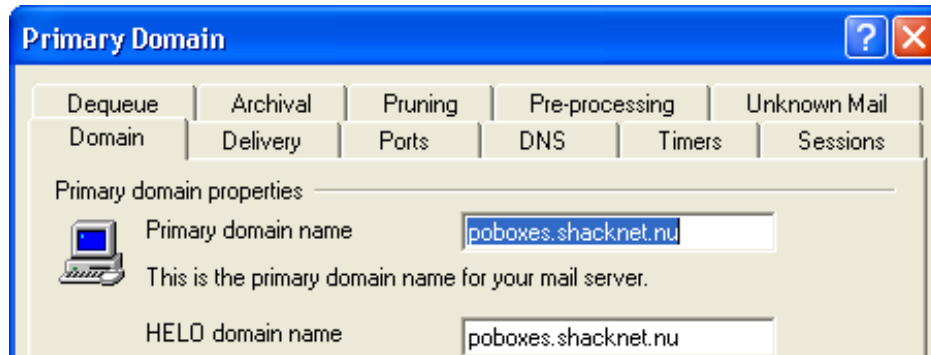 Primary Domain
Dequeue Archival Pruning Pre-processing Unknown Mail
Domain Delivery Ports DNS Timers Sessions
Primary domain properties
Primary domain name poboxes.shacknet.nu
This is the primary domain name for your mail server.
HELO domain name poboxes.shacknet.nu